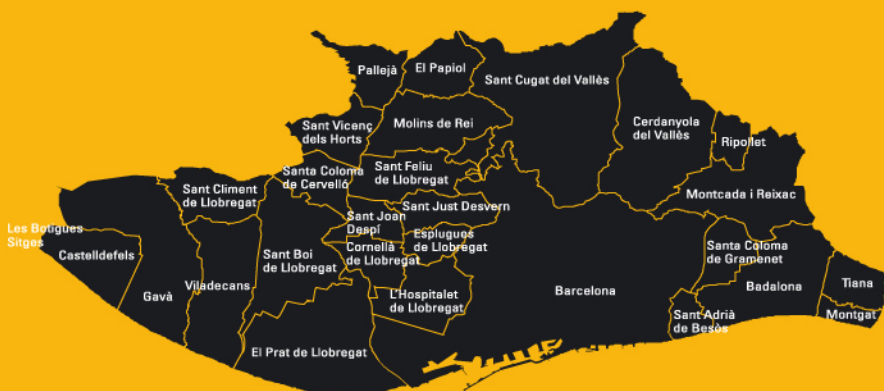 Pallejà
El Papiol
Sant Cugat del Vallès
Sant Vicenç
dels Horts
Molins de Rei
Cerdanyola
del Vallès
Ripollet
Santa Coloma
de Cervelló
Sant Feliu
de Llobregat
Sant Climent
de Llobregat
Montcada i Reixac
Sant Just Desvern
Sant Joan
Despí
Les Botigues
Sitges
Esplugues
de Llobregat
Castelldefels
Sant Boi
de Llobregat
Cornellà
de Llobregat
Santa Coloma
de Gramenet
Gavà
Viladecans
L'Hospitalet
de Llobregat
Barcelona
Badalona
Tiana
Sant Adrià
de Besòs
Montgat
El Prat de Llobregat